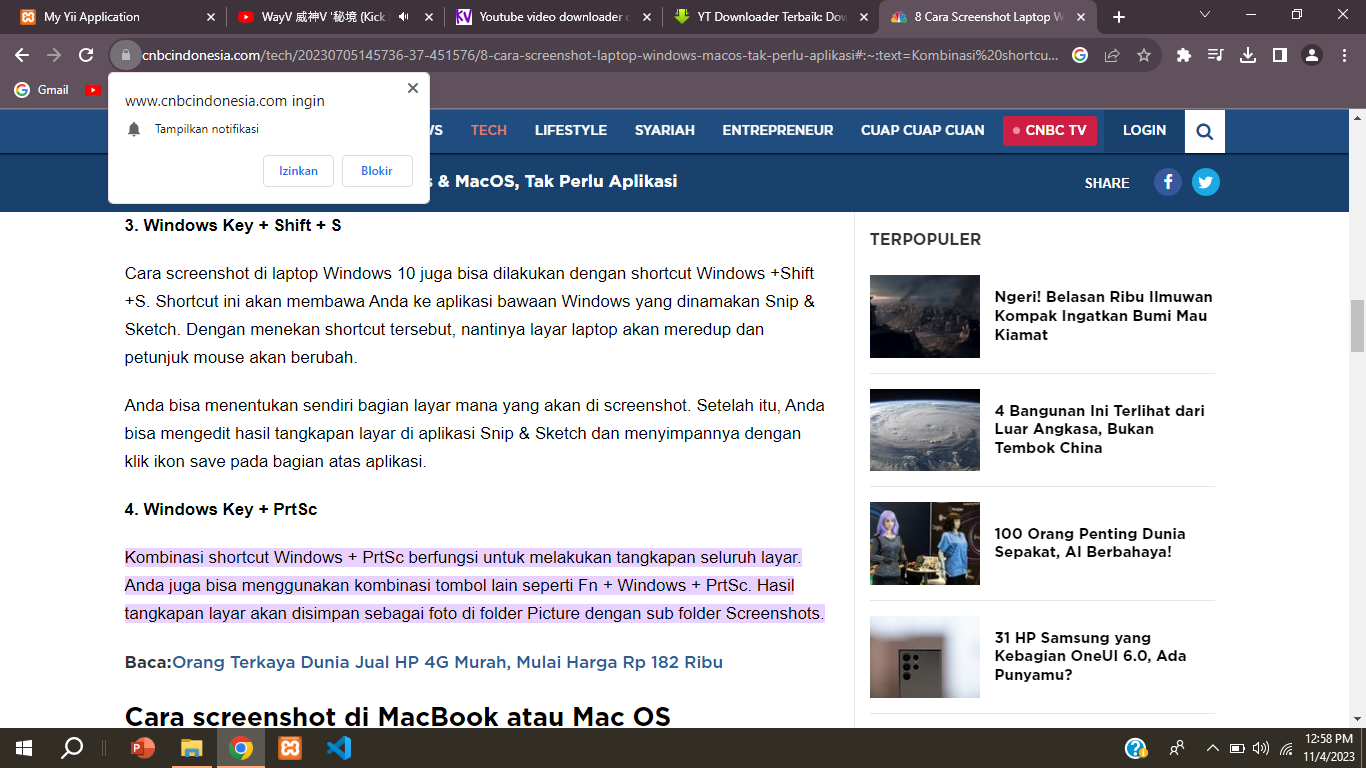 My Yii Application
WayV 威神V '秘境 (Kick
Youtube video downloader
YT Downloader Terbaik: Dow
8 Cara Screenshot Laptop W
cnbcindonesia.com/tech/20230705145736-37-451576/8-cara-screenshot-laptop-windows-macos-tak-perlu-aplikasi#:~:text=Kombinasi%20shortcu...
Gmail
www.cnbcindonesia.com ingin
Tampilkan notifikasi
Izinkan
Blokir
WS
TECH
LIFESTYLE
SYARIAH
ENTREPRENEUR
CUAP CUAP CUAN
CNBC TV
LOGIN
s & MacOS, Tak Perlu Aplikasi
SHARE
3. Windows Key + Shift + S
Cara screenshot di laptop Windows 10 juga bisa dilakukan dengan shortcut Windows +Shift
+S. Shortcut ini akan membawa Anda ke aplikasi bawaan Windows yang dinamakan Snip &
Sketch. Dengan menekan shortcut tersebut, nantinya layar laptop akan meredup dan
petunjuk mouse akan berubah.
Anda bisa menentukan sendiri bagian layar mana yang akan di screenshot. Setelah itu, Anda
bisa mengedit hasil tangkapan layar di aplikasi Snip & Sketch dan menyimpannya dengan
klik ikon save pada bagian atas aplikasi.
4. Windows Key + PrtSc
Kombinasi shortcut Windows + PrtSc berfungsi untuk melakukan tangkapan seluruh layar.
Anda juga bisa menggunakan kombinasi tombol lain seperti Fn + Windows + PrtSc. Hasil
tangkapan layar akan disimpan sebagai foto di folder Picture dengan sub folder Screenshots.
Baca:Orang Terkaya Dunia Jual HP 4G Murah, Mulai Harga Rp 182 Ribu
Cara screenshot di MacBook atau Mac OS
TERPOPULER
Ngeri! Belasan Ribu Ilmuwan
Kompak Ingatkan Bumi Mau
Kiamat
4 Bangunan Ini Terlihat dari
Luar Angkasa, Bukan
Tembok China
100 Orang Penting Dunia
Sepakat, AI Berbahaya!
31 HP Samsung yang
Kebagian OneUI 6.0, Ada
Punyamu?
12:58 PM
11/4/2023